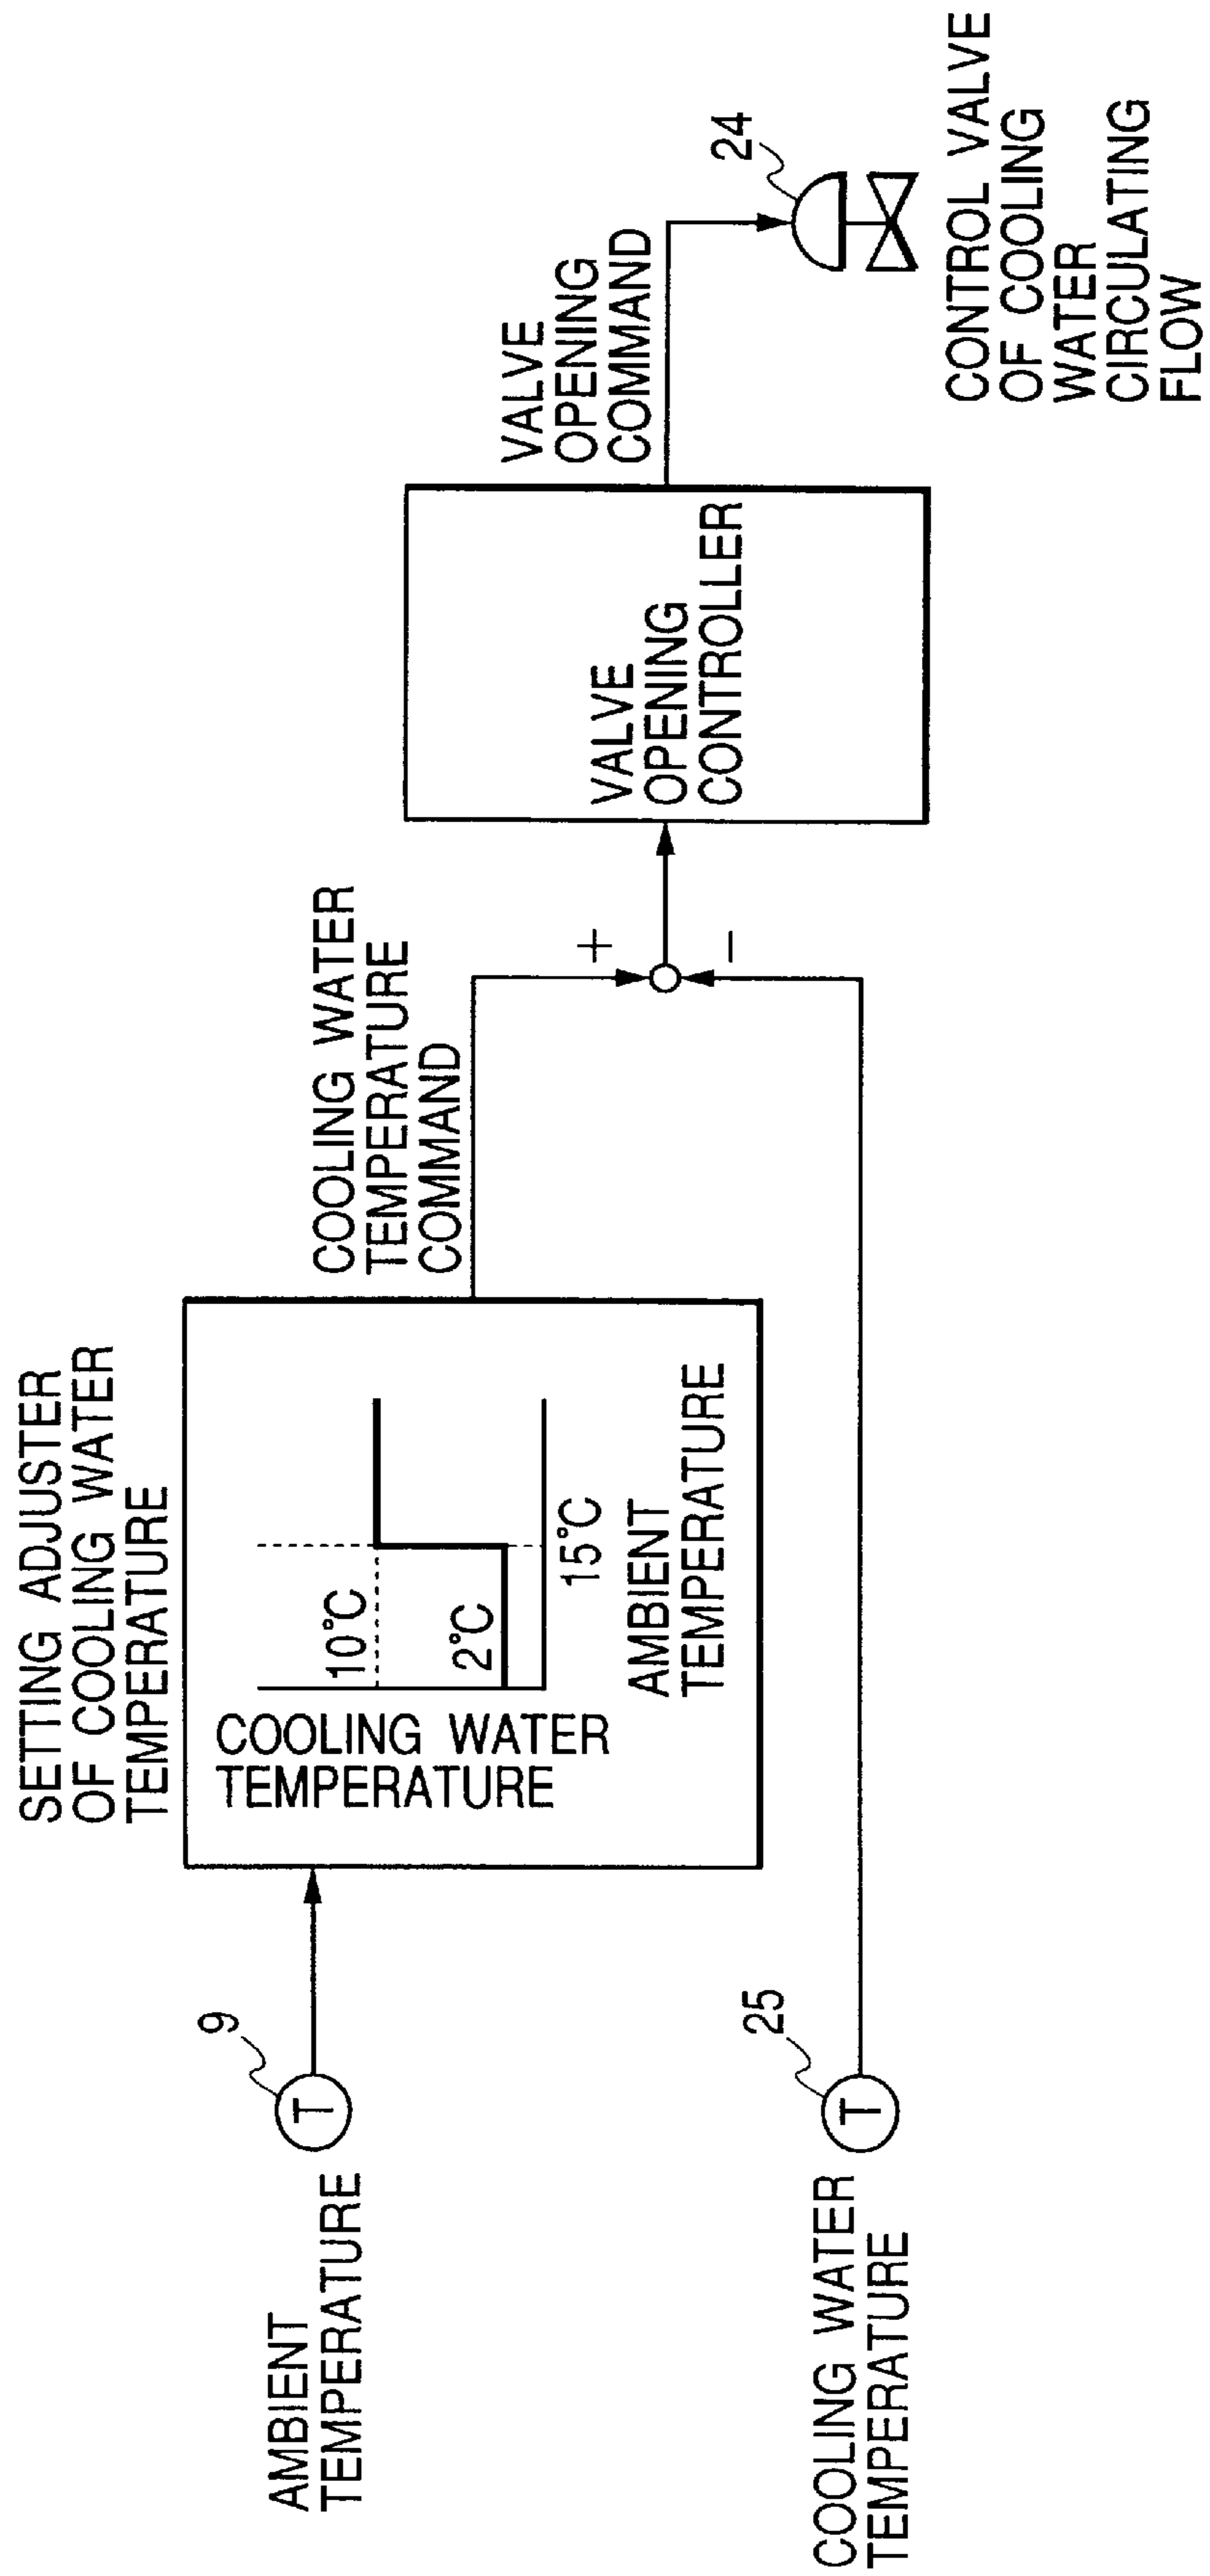 SETTING ADJUSTER
OF COOLING WATER
TEMPERATURE
AMBIENT
TEMPERATURE
9
T
COOLING WATER
TEMPERATURE
10°C
2°C
15°C
AMBIENT
TEMPERATURE
COOLING WATER
TEMPERATURE
COMMAND
+
−
VALVE
OPENING
CONTROLLER
VALVE
OPENING
COMMAND
24
CONTROL VALVE
OF COOLING
WATER
CIRCULATING
FLOW
COOLING WATER
TEMPERATURE
25
T